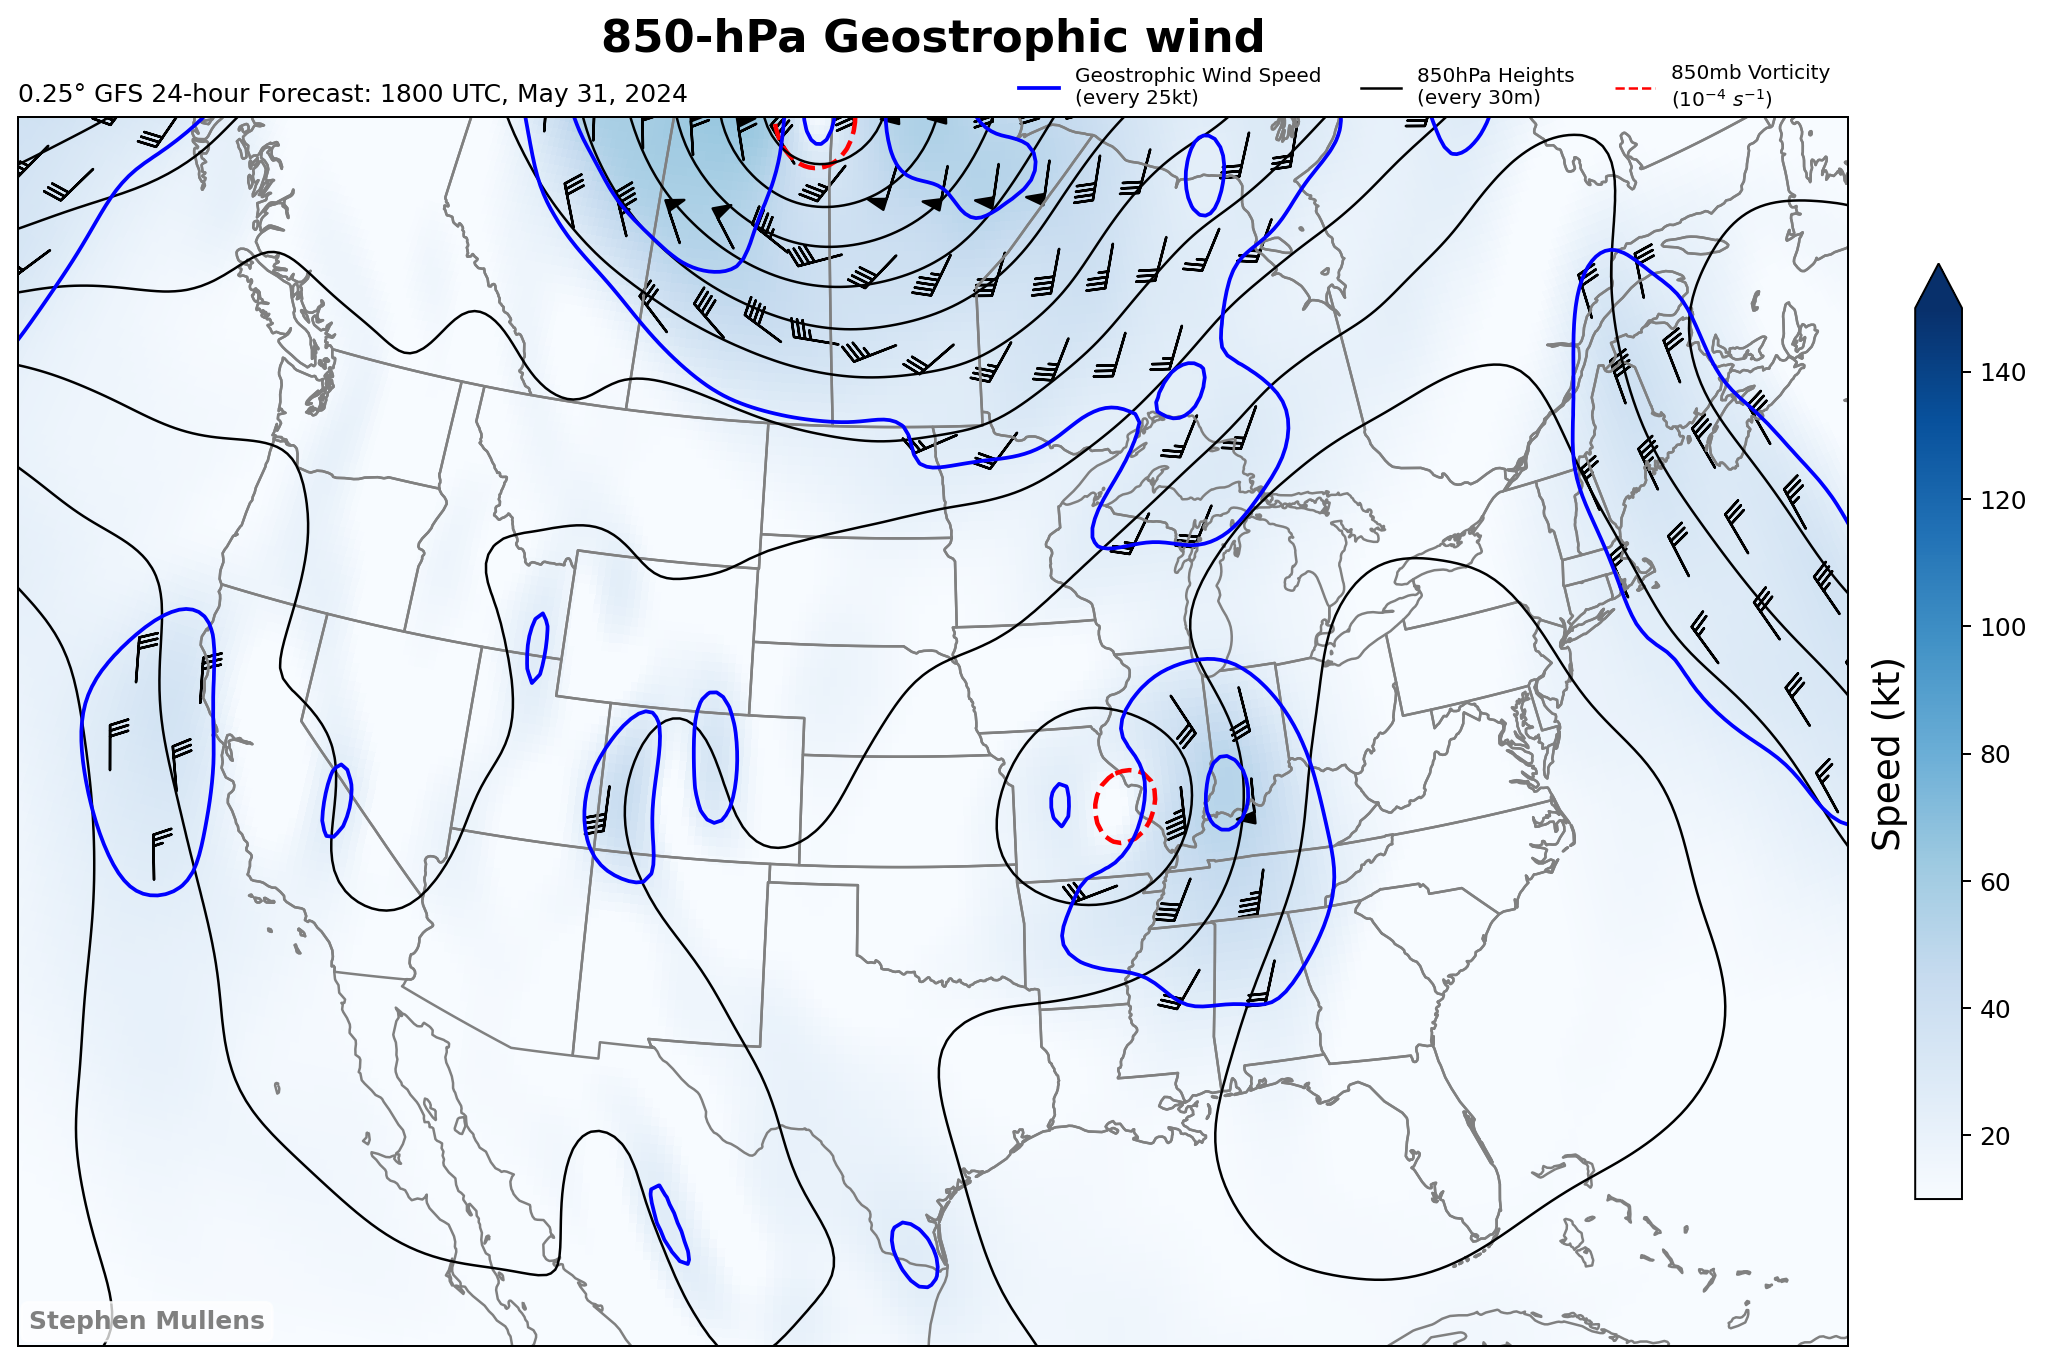 850-hPa Geostrophic wind
0.25° GFS 24-hour Forecast: 1800 UTC, May 31, 2024
Geostrophic Wind Speed
(every 25kt)
850hPa Heights
(every 30m)
850mb Vorticity
(10⁻⁴ s⁻¹)
140
120
100
80
60
40
20
Speed (kt)
Stephen Mullens